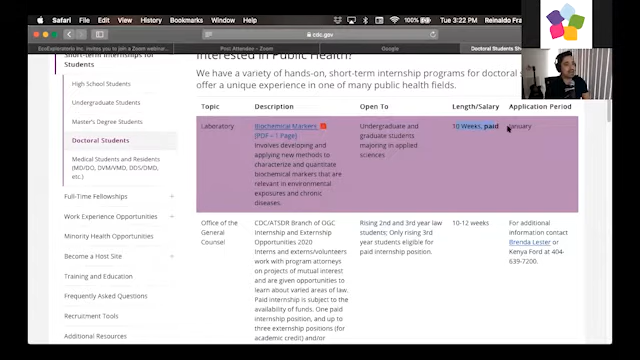 Safari File Edit View History Bookmarks Window Help 100% Tue 3:22 PM Reinaldo Fra
cdc.gov
EcoExploratorio Inc. invites you to join a Zoom webinar... Post Attendee - Zoom Google Doctoral Students Sh
Short-term Internships for Students
High School Students
Undergraduate Students
Master's Degree Students
Doctoral Students
Medical Students and Residents
(MD/DO, DVM/VMD, DDS/DMD,
etc.)
Full-Time Fellowships +
Work Experience Opportunities +
Minority Health Opportunities
Become a Host Site +
Training and Education
Frequently Asked Questions
Recruitment Tools
Additional Resources
Interested in Public Health?
We have a variety of hands-on, short-term internship programs for doctoral s
offer a unique experience in one of many public health fields.
Topic Description Open To Length/Salary Application Period
Laboratory
Biochemical Markers
(PDF – 1 Page)
Involves developing and
applying new methods to
characterize and quantitate
biochemical markers that are
relevant in environmental
exposures and chronic
diseases.
Undergraduate and
graduate students
majoring in applied
sciences
10 Weeks, paid
January
Office of the
General
Counsel
CDC/ATSDR Branch of OGC
Internship and Externship
Opportunities 2020
Interns and externs/volunteers
work with program attorneys
on projects of mutual interest
and are given opportunities to
learn about varied areas of law.
Paid internship is subject to the
availability of funds. One paid
internship position, and up to
three externship positions (for
academic credit) and/or
Rising 2nd and 3rd year law
students; Only rising 3rd
year students eligible for
paid internship position.
10-12 weeks
For additional
information contact
Brenda Lester or
Kenya Ford at 404-
639-7200.